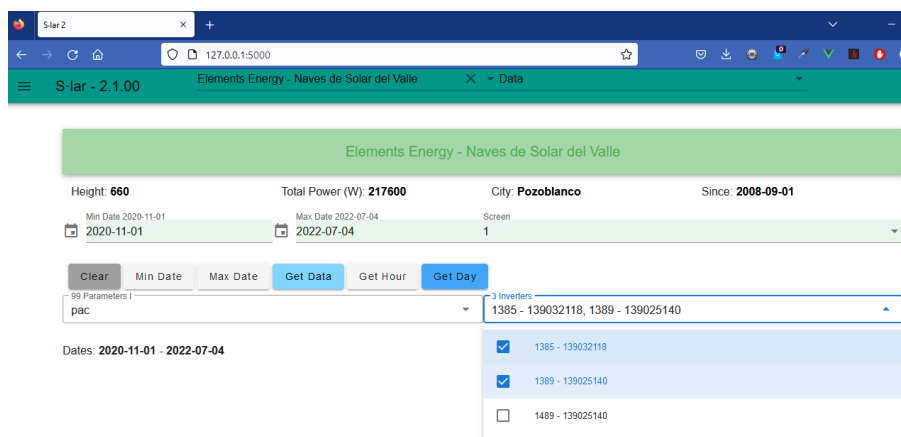 S·lar 2
127.0.0.1:5000
0
S·lar - 2.1.00
Elements Energy - Naves de Solar del Valle
Data
Elements Energy - Naves de Solar del Valle
Height: 660 Total Power (W): 217600 City: Pozoblanco Since: 2008-09-01
Min Date 2020-11-01 Max Date 2022-07-04 Screen
2020-11-01 2022-07-04 1
Clear Min Date Max Date Get Data Get Hour Get Day
99 Parameters I 3 Inverters
pac 1385 - 139032118, 1389 - 139025140
Dates: 2020-11-01 - 2022-07-04
1385 - 139032118
1389 - 139025140
1489 - 139025140